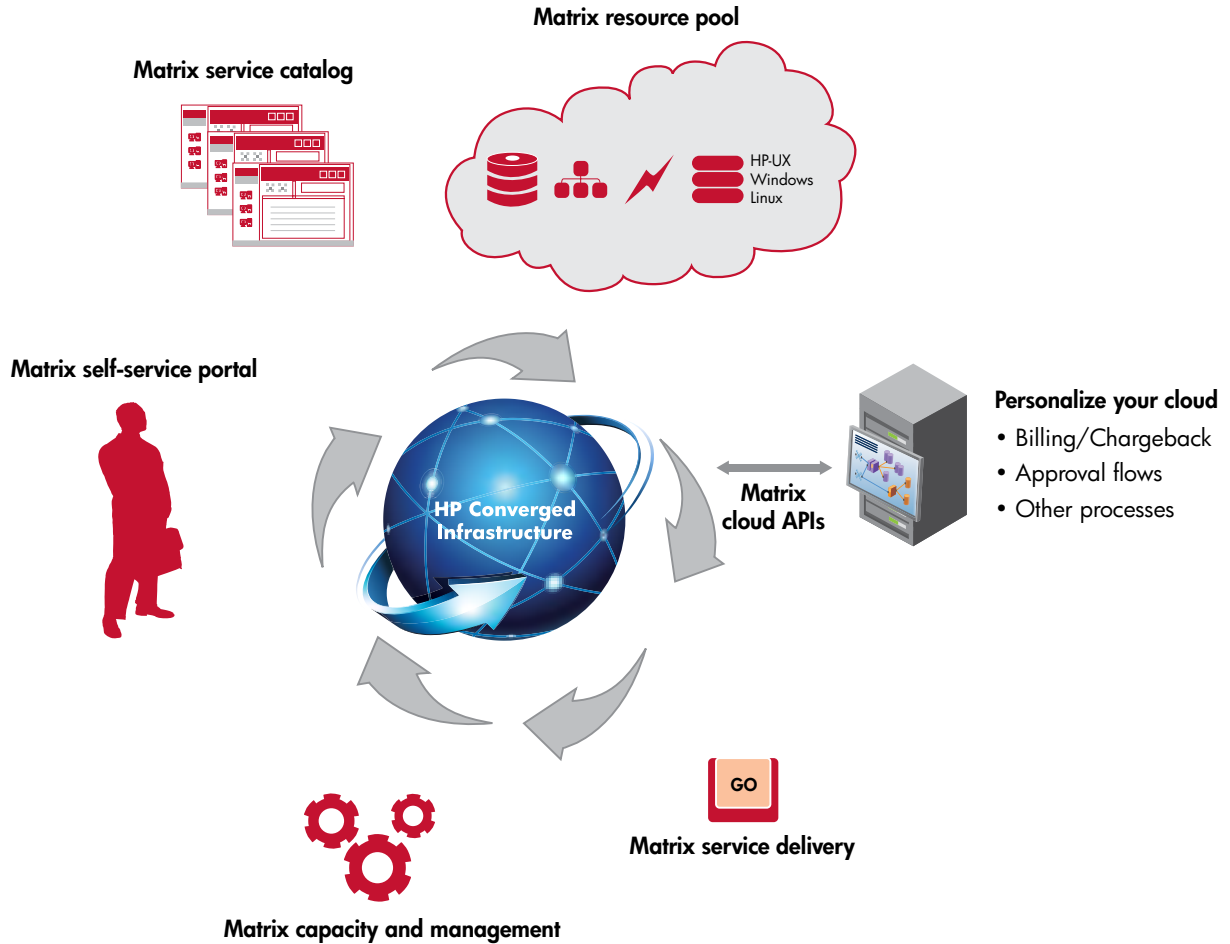 Matrix resource pool
Matrix service catalog
HP-UX
Windows
Linux
Matrix self-service portal
Personalize your cloud
• Billing/Chargeback
• Approval flows
• Other processes
HP Converged
Infrastructure
Matrix
cloud APIs
GO
Matrix service delivery
Matrix capacity and management